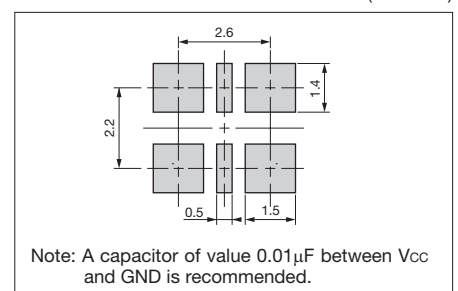 2.6
1.4
2.2
0.5
1.5
Note: A capacitor of value 0.01μF between Vcc
and GND is recommended.